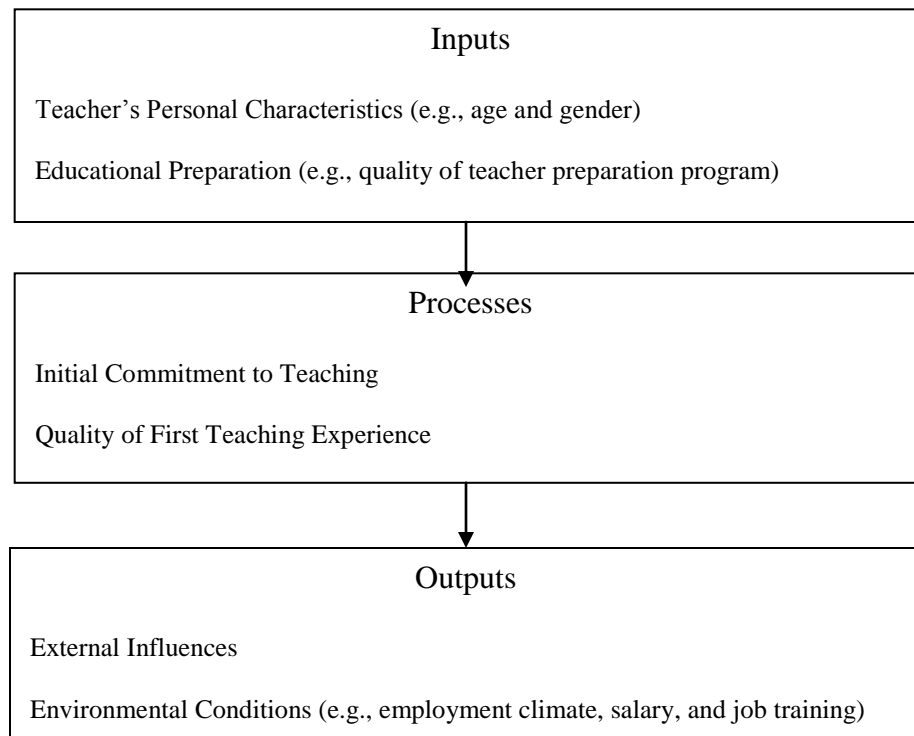 Inputs
Teacher’s Personal Characteristics (e.g., age and gender)
Educational Preparation (e.g., quality of teacher preparation program)
Processes
Initial Commitment to Teaching
Quality of First Teaching Experience
Outputs
External Influences
Environmental Conditions (e.g., employment climate, salary, and job training)